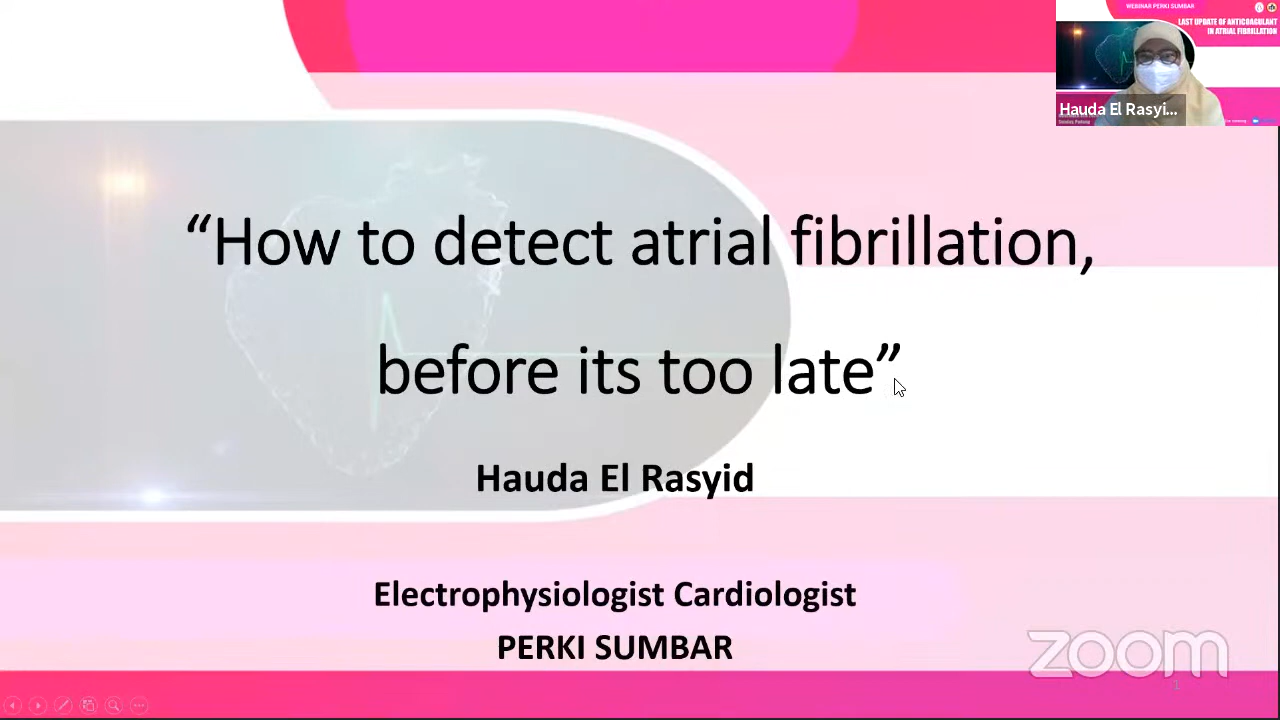 WEBINAR PERKI SUMBAR
LAST UPDATE OF ANTICOAGULANT
IN ATRIAL FIBRILLATION
Hauda El Rasyi...
“How to detect atrial fibrillation,
before its too late”
Hauda El Rasyid
Electrophysiologist Cardiologist
PERKI SUMBAR
zoom
1